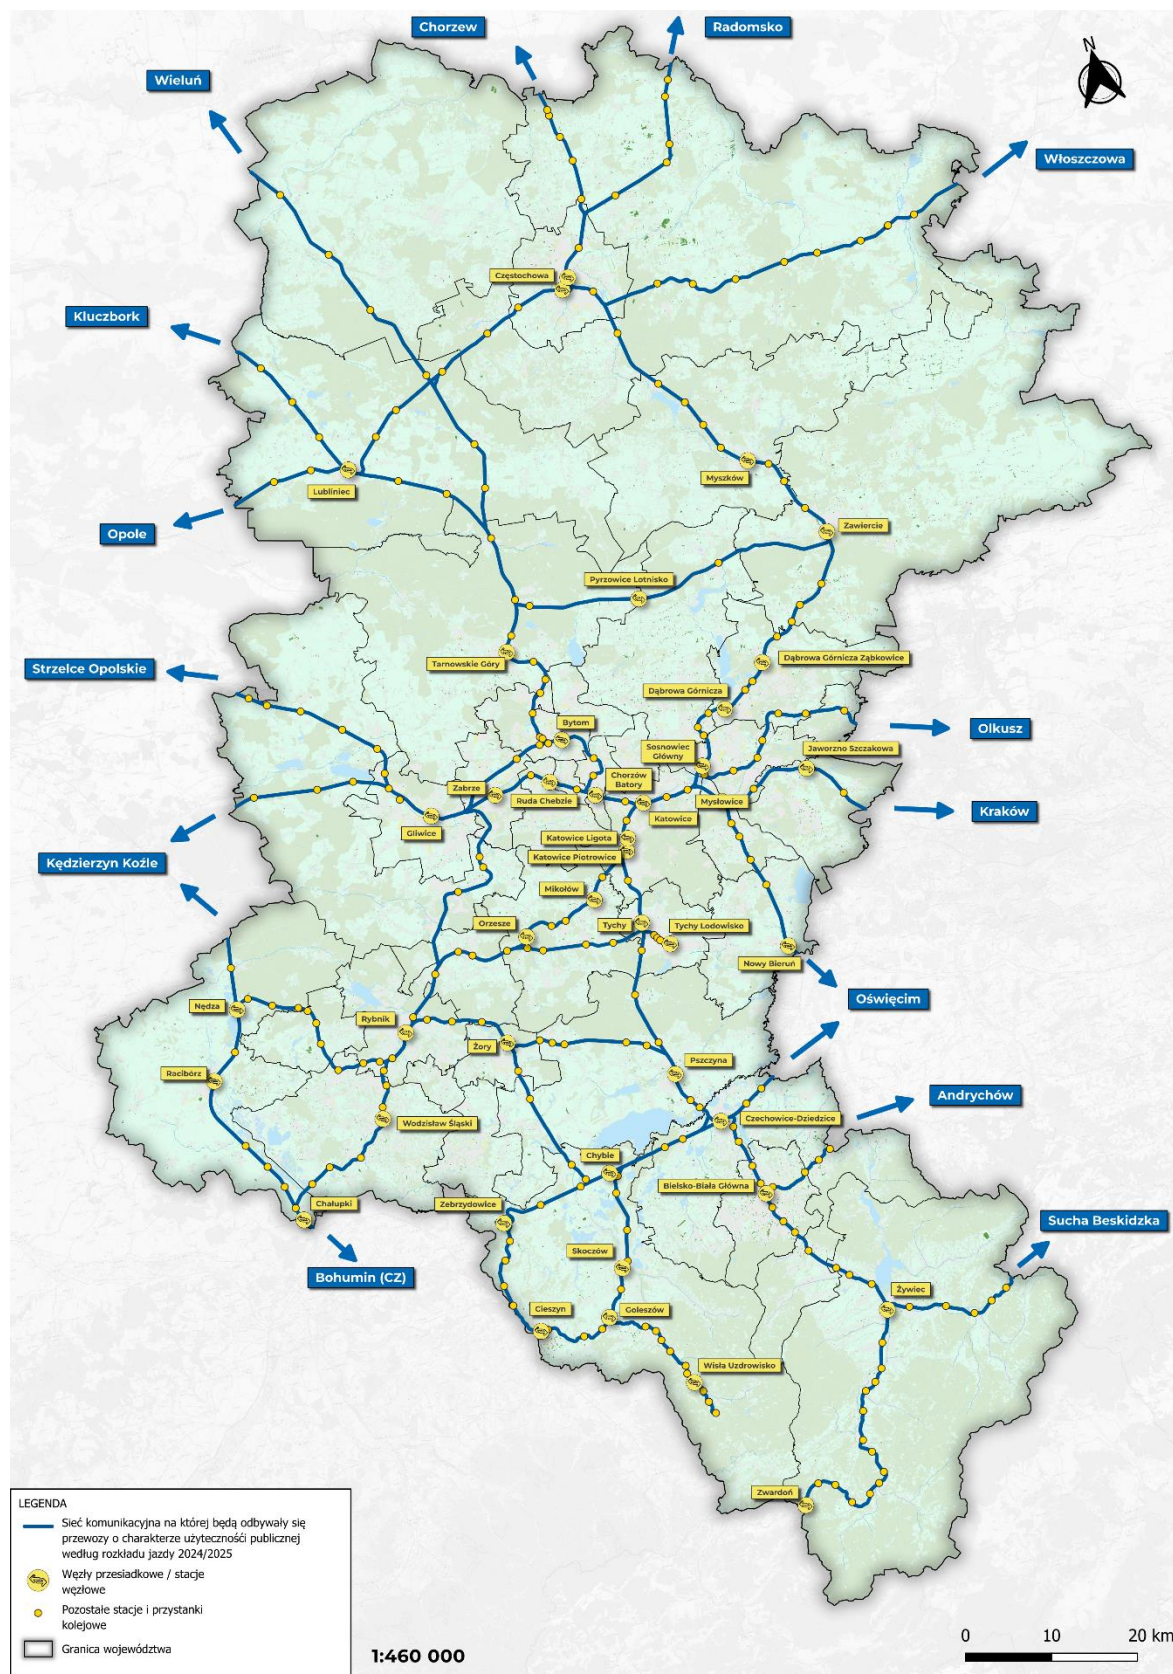 Chorzew
Radomsko
N
Wieluń
Włoszczowa
Częstochowa
Kluczbork
Myszków
Lubliniec
Opole
Zawiercie
Pyrzowice Lotnisko
Strzelce Opolskie
Tarnowskie Góry
Dąbrowa Górnicza Ząbkowice
Dąbrowa Górnicza
Bytom
Olkusz
Sosnowiec
Główny
Jaworzno Szczakowa
Zabrze
Ruda Chebzie
Chorzów
Batory
Mysłowice
Katowice
Kraków
Gliwice
Katowice Ligota
Katowice Piotrowice
Kędzierzyn Koźle
Mikołów
Orzesze
Tychy
Tychy Lodowisko
Nowy Bieruń
Oświęcim
Nędza
Rybnik
Żory
Pszczyna
Racibórz
Andrychów
Wodzisław Śląski
Czechowice-Dziedzice
Chybie
Bielsko-Biała Główna
Chałupki
Zebrzydowice
Sucha Beskidzka
Skoczów
Bohumin (CZ)
Żywiec
Cieszyn
Goleszów
Wisła Uzdrowisko
Zwardoń
LEGENDA
Sieć komunikacyjna na której będą odbywały się
przewozy o charakterze użyteczności publicznej
według rozkładu jazdy 2024/2025
Węzły przesiadkowe / stacje
węzłowe
Pozostałe stacje i przystanki
kolejowe
Granica województwa
1:460 000
0 10 20 km